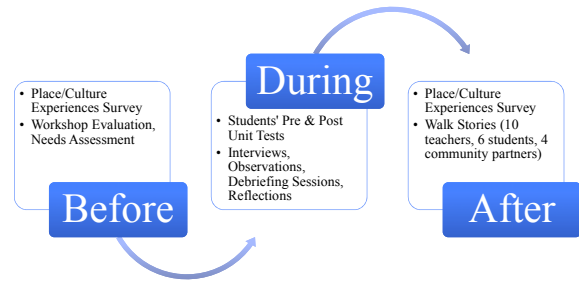 • Place/Culture
Experiences Survey
• Workshop Evaluation,
Needs Assessment
Before
During
• Students' Pre & Post
Unit Tests
• Interviews,
Observations,
Debriefing Sessions,
Reflections
• Place/Culture
Experiences Survey
• Walk Stories (10
teachers, 6 students, 4
community partners)
After